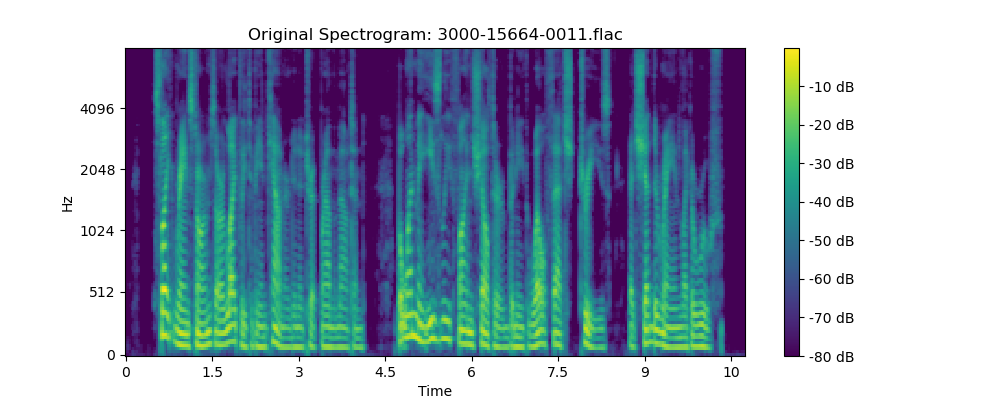 Original Spectrogram: 3000-15664-0011.flac
Hz
4096
2048
1024
512
0
0 1.5 3 4.5 6 7.5 9 10
Time
-10 dB
-20 dB
-30 dB
-40 dB
-50 dB
-60 dB
-70 dB
-80 dB